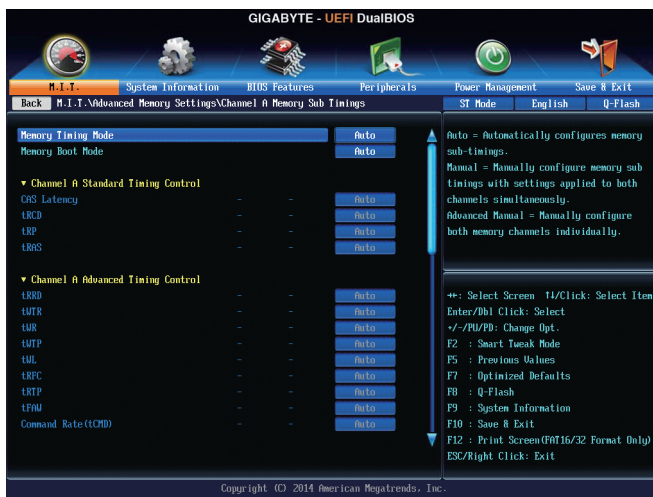 GIGABYTE - UEFI DualBIOS
M.I.T. System Information BIOS Features Peripherals Power Management Save & Exit
Back M.I.T.\Advanced Memory Settings\Channel A Memory Sub Timings ST Mode English Q-Flash
Memory Timing Mode Auto
Memory Boot Mode Auto
▼ Channel A Standard Timing Control
CAS Latency - - Auto
tRCD - - Auto
tRP - - Auto
tRAS - - Auto
▼ Channel A Advanced Timing Control
tRRD - - Auto
tWTR - - Auto
tWR - - Auto
tWTP - - Auto
tWL - - Auto
tRFC - - Auto
tRTP - - Auto
tFAW - - Auto
Command Rate(tCMD) - - Auto
Auto = Automatically configures memory
sub-timings.
Manual = Manually configure memory sub
timings with settings applied to both
channels simultaneously.
Advanced Manual = Manually configure
both memory channels individually.
→←: Select Screen ↑↓/Click: Select Item
Enter/Dbl Click: Select
+/-/PU/PD: Change Opt.
F2 : Smart Tweak Mode
F5 : Previous Values
F7 : Optimized Defaults
F8 : Q-Flash
F9 : System Information
F10 : Save & Exit
F12 : Print Screen(FAT16/32 Format Only)
ESC/Right Click: Exit
Copyright (C) 2014 American Megatrends, Inc.